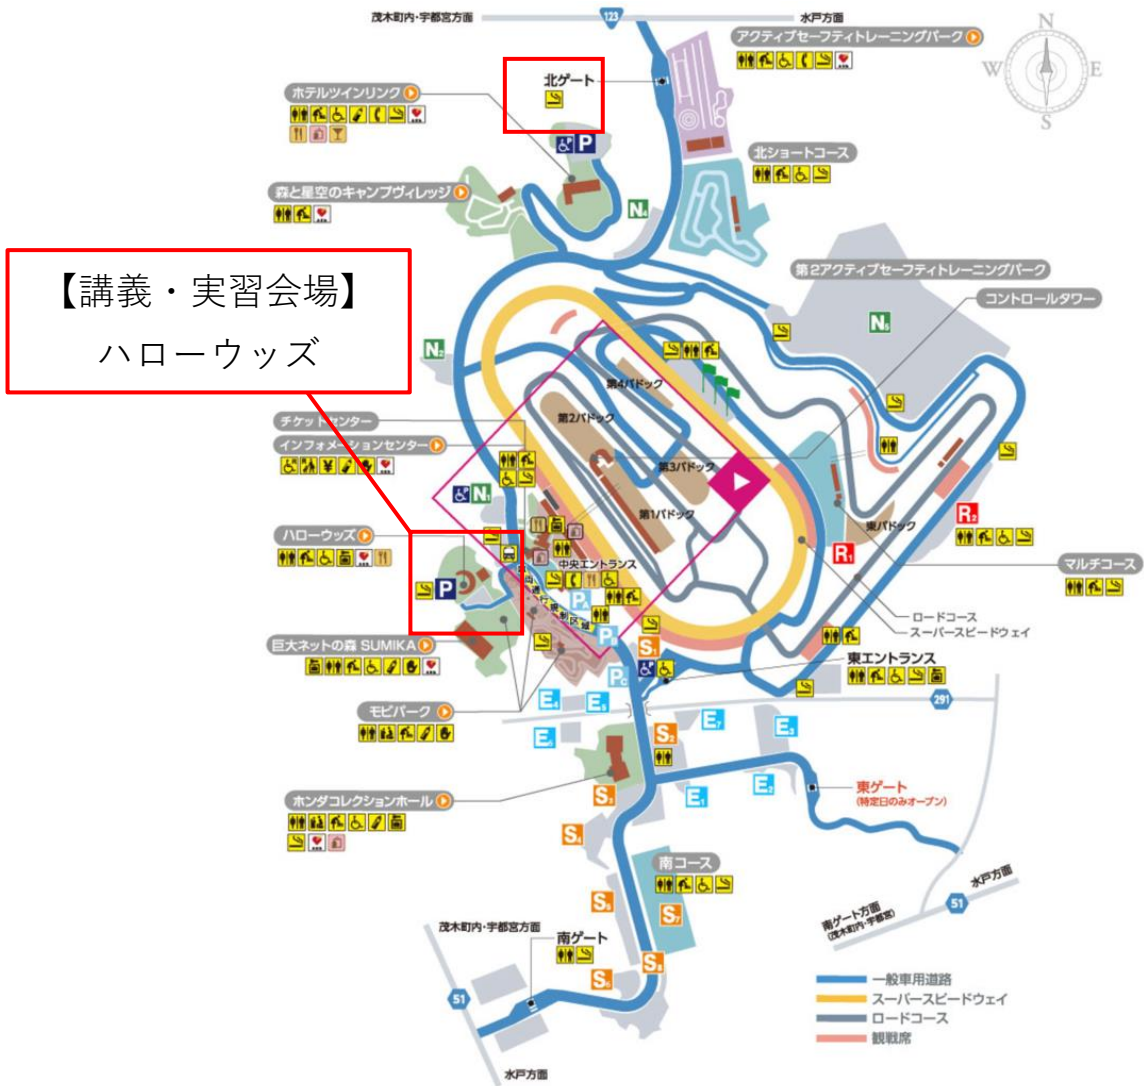 茂木町内・宇都宮方面
123
水戸方面
アクティブセーフティトレーニングパーク
N
W
E
S
北ゲート
ホテルツインリンク
P
北ショートコース
森と星空のキャンプヴィレッジ
N4
【講義・実習会場】
ハローウッズ
第2アクティブセーフティトレーニングパーク
コントロールタワー
N5
N2
第4パドック
第2パドック
チケットセンター
インフォメーションセンター
第3パドック
N1
第1パドック
東パドック
R2
ハローウッズ
R1
中央エントランス
マルチコース
P
車両通行規制区域
PA
ロードコース
スーパースピードウェイ
PB
巨大ネットの森 SUMIKA
S1
東エントランス
PC
モビパーク
E4
E5
291
E6
S2
E7
E3
ホンダコレクションホール
S3
E1
E2
東ゲート
(特定日のみオープン)
S4
南コース
水戸方面
51
南ゲート方面
(茂木町内・宇都宮)
S5
S7
茂木町内・宇都宮方面
南ゲート
S8
S6
51
一般車用道路
スーパースピードウェイ
ロードコース
観戦席
水戸方面